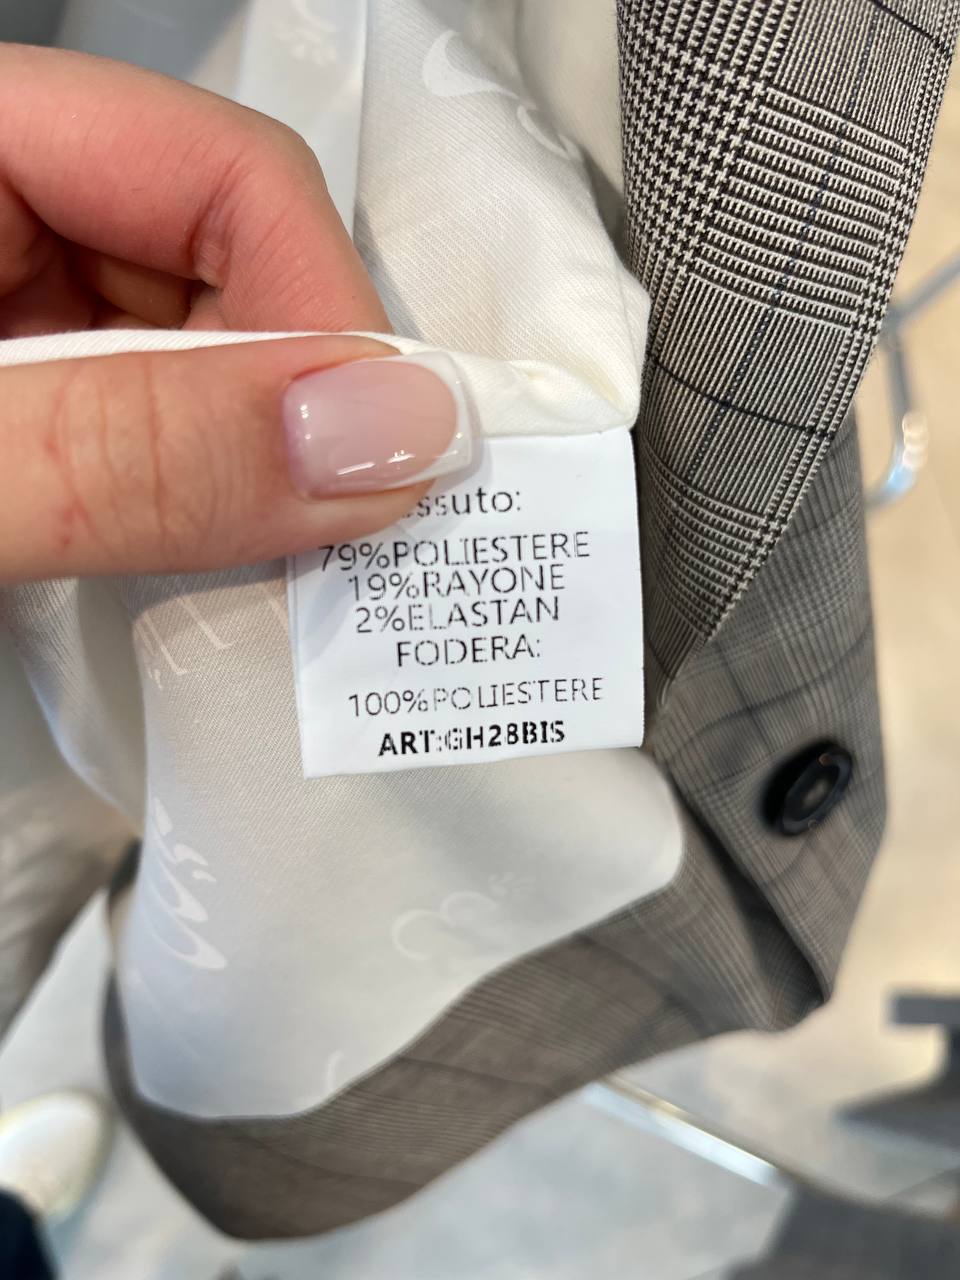 ssuto:
79%POLIESTERE
19%RAYONE
2%ELASTAN
FODERA:
100%POLIESTERE
ART:GH28BIS